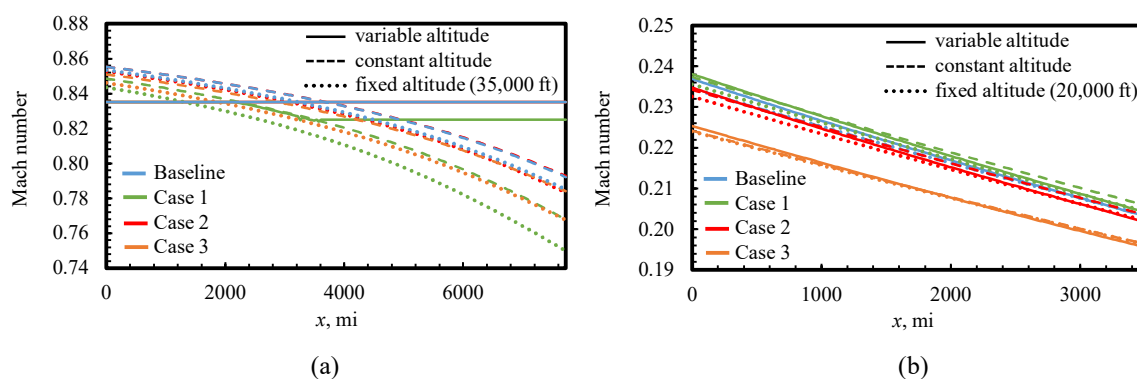 0.88
0.86
0.84
0.82
0.80
0.78
0.76
0.74
Mach number
variable altitude
constant altitude
fixed altitude (35,000 ft)
Baseline
Case 1
Case 2
Case 3
0 2000 4000 6000
x, mi
(a)
0.25
0.24
0.23
0.22
0.21
0.20
0.19
Mach number
variable altitude
constant altitude
fixed altitude (20,000 ft)
Baseline
Case 1
Case 2
Case 3
0 1000 2000 3000
x, mi
(b)